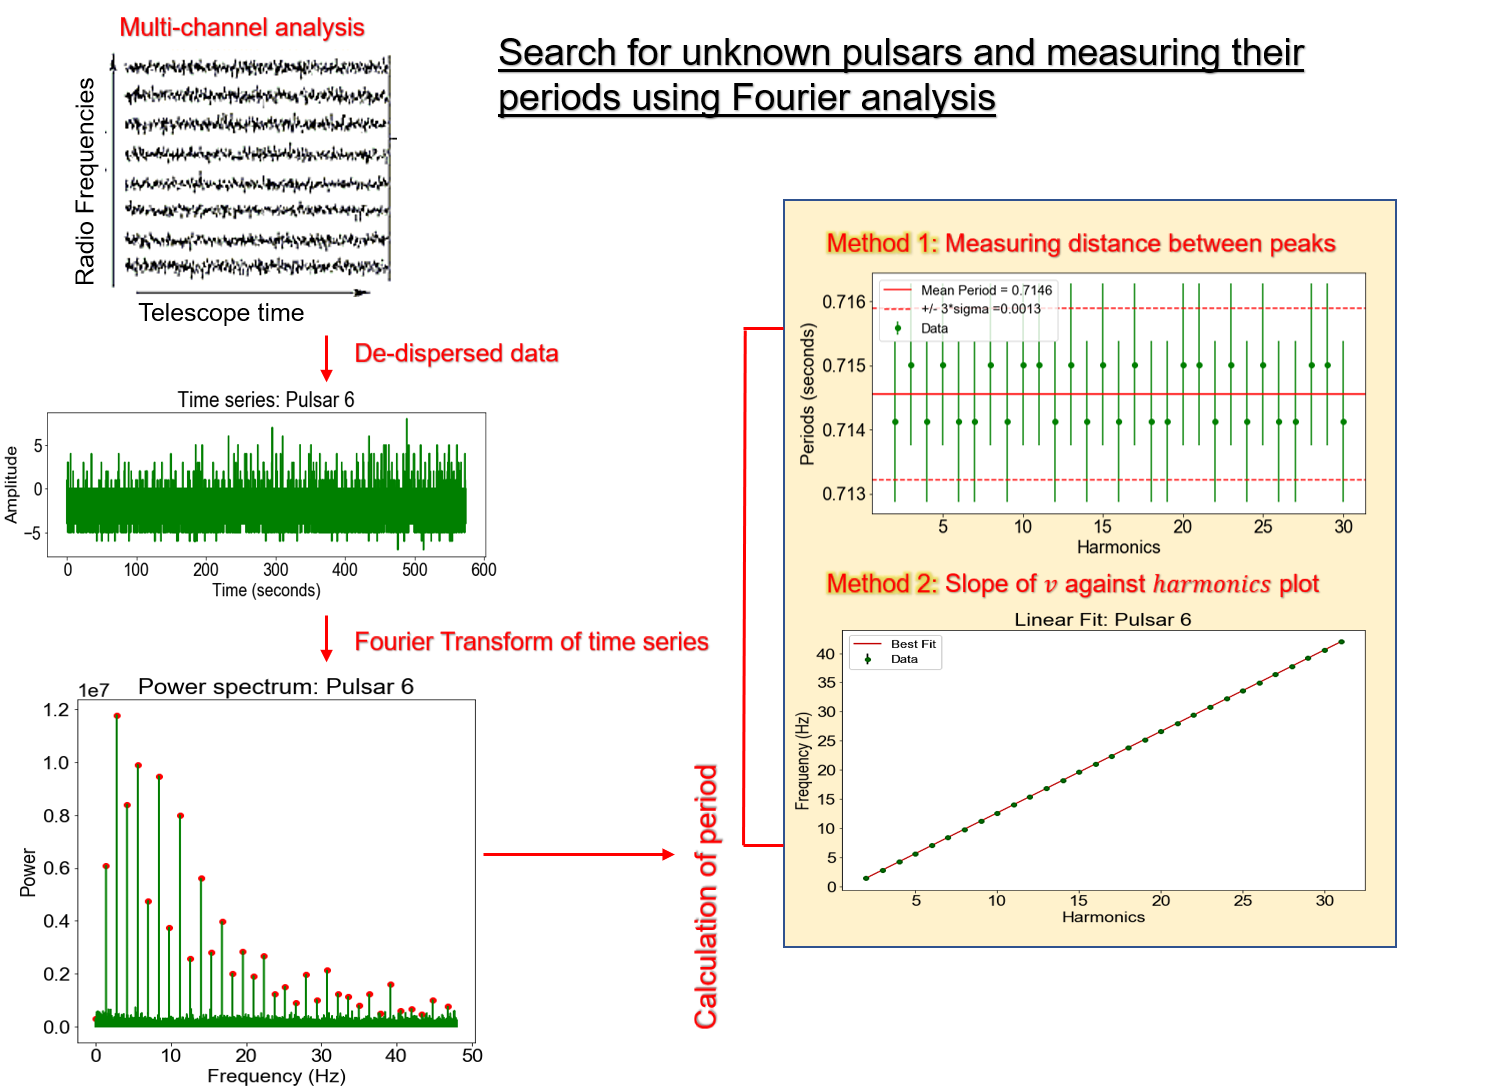 Multi-channel analysis
Search for unknown pulsars and measuring their
periods using Fourier analysis
Radio Frequencies
Telescope time
De-dispersed data
Time series: Pulsar 6
Amplitude
5
0
−5
0 100 200 300 400 500 600
Time (seconds)
Fourier Transform of time series
1e7
Power spectrum: Pulsar 6
Power
1.2
1.0
0.8
0.6
0.4
0.2
0.0
0 10 20 30 40 50
Frequency (Hz)
Calculation of period
Method 1: Measuring distance between peaks
Mean Period = 0.7146
+/- 3*sigma =0.0013
Data
Periods (seconds)
0.716
0.715
0.714
0.713
5 10 15 20 25 30
Harmonics
Method 2: Slope of v against harmonics plot
Linear Fit: Pulsar 6
Best Fit
Data
Frequency (Hz)
40
35
30
25
20
15
10
5
0
5 10 15 20 25 30
Harmonics